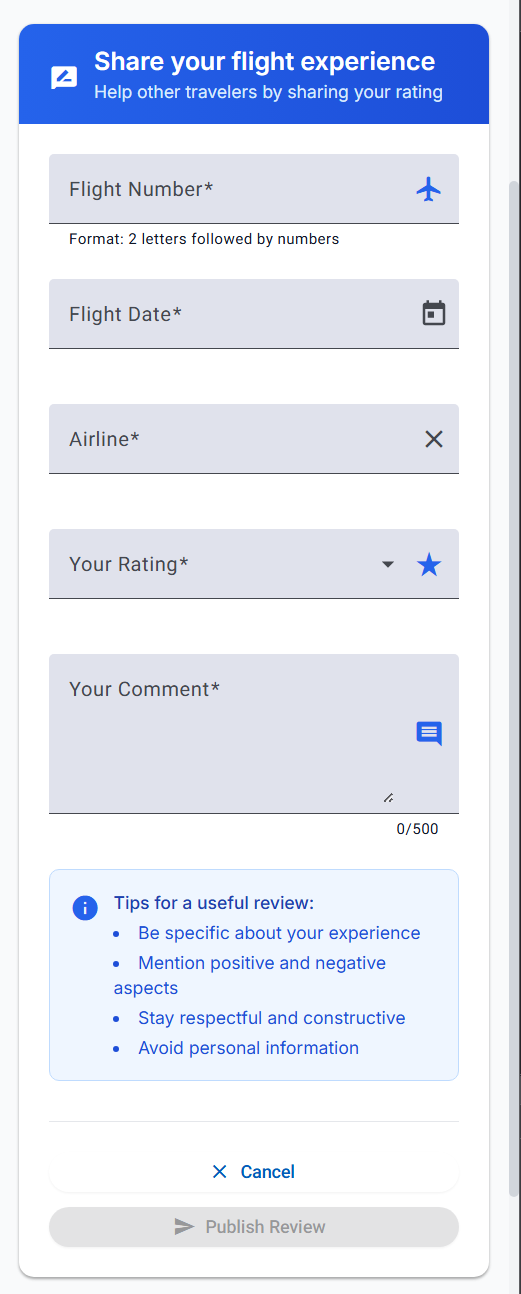 Share your flight experience
Help other travelers by sharing your rating
Flight Number*
Format: 2 letters followed by numbers
Flight Date*
Airline*
Your Rating*
Your Comment*
0/500
Tips for a useful review:
• Be specific about your experience
• Mention positive and negative
aspects
• Stay respectful and constructive
• Avoid personal information
Cancel
Publish Review